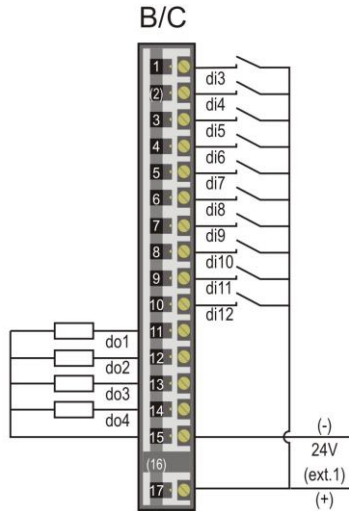 B/C
1
di3
(2)
di4
3
di5
4
di6
5
di7
6
di8
7
di9
8
di10
9
di11
10
di12
11
do1
12
do2
13
do3
14
do4
15
(-)
24V
(16)
(ext.1)
17
(+)